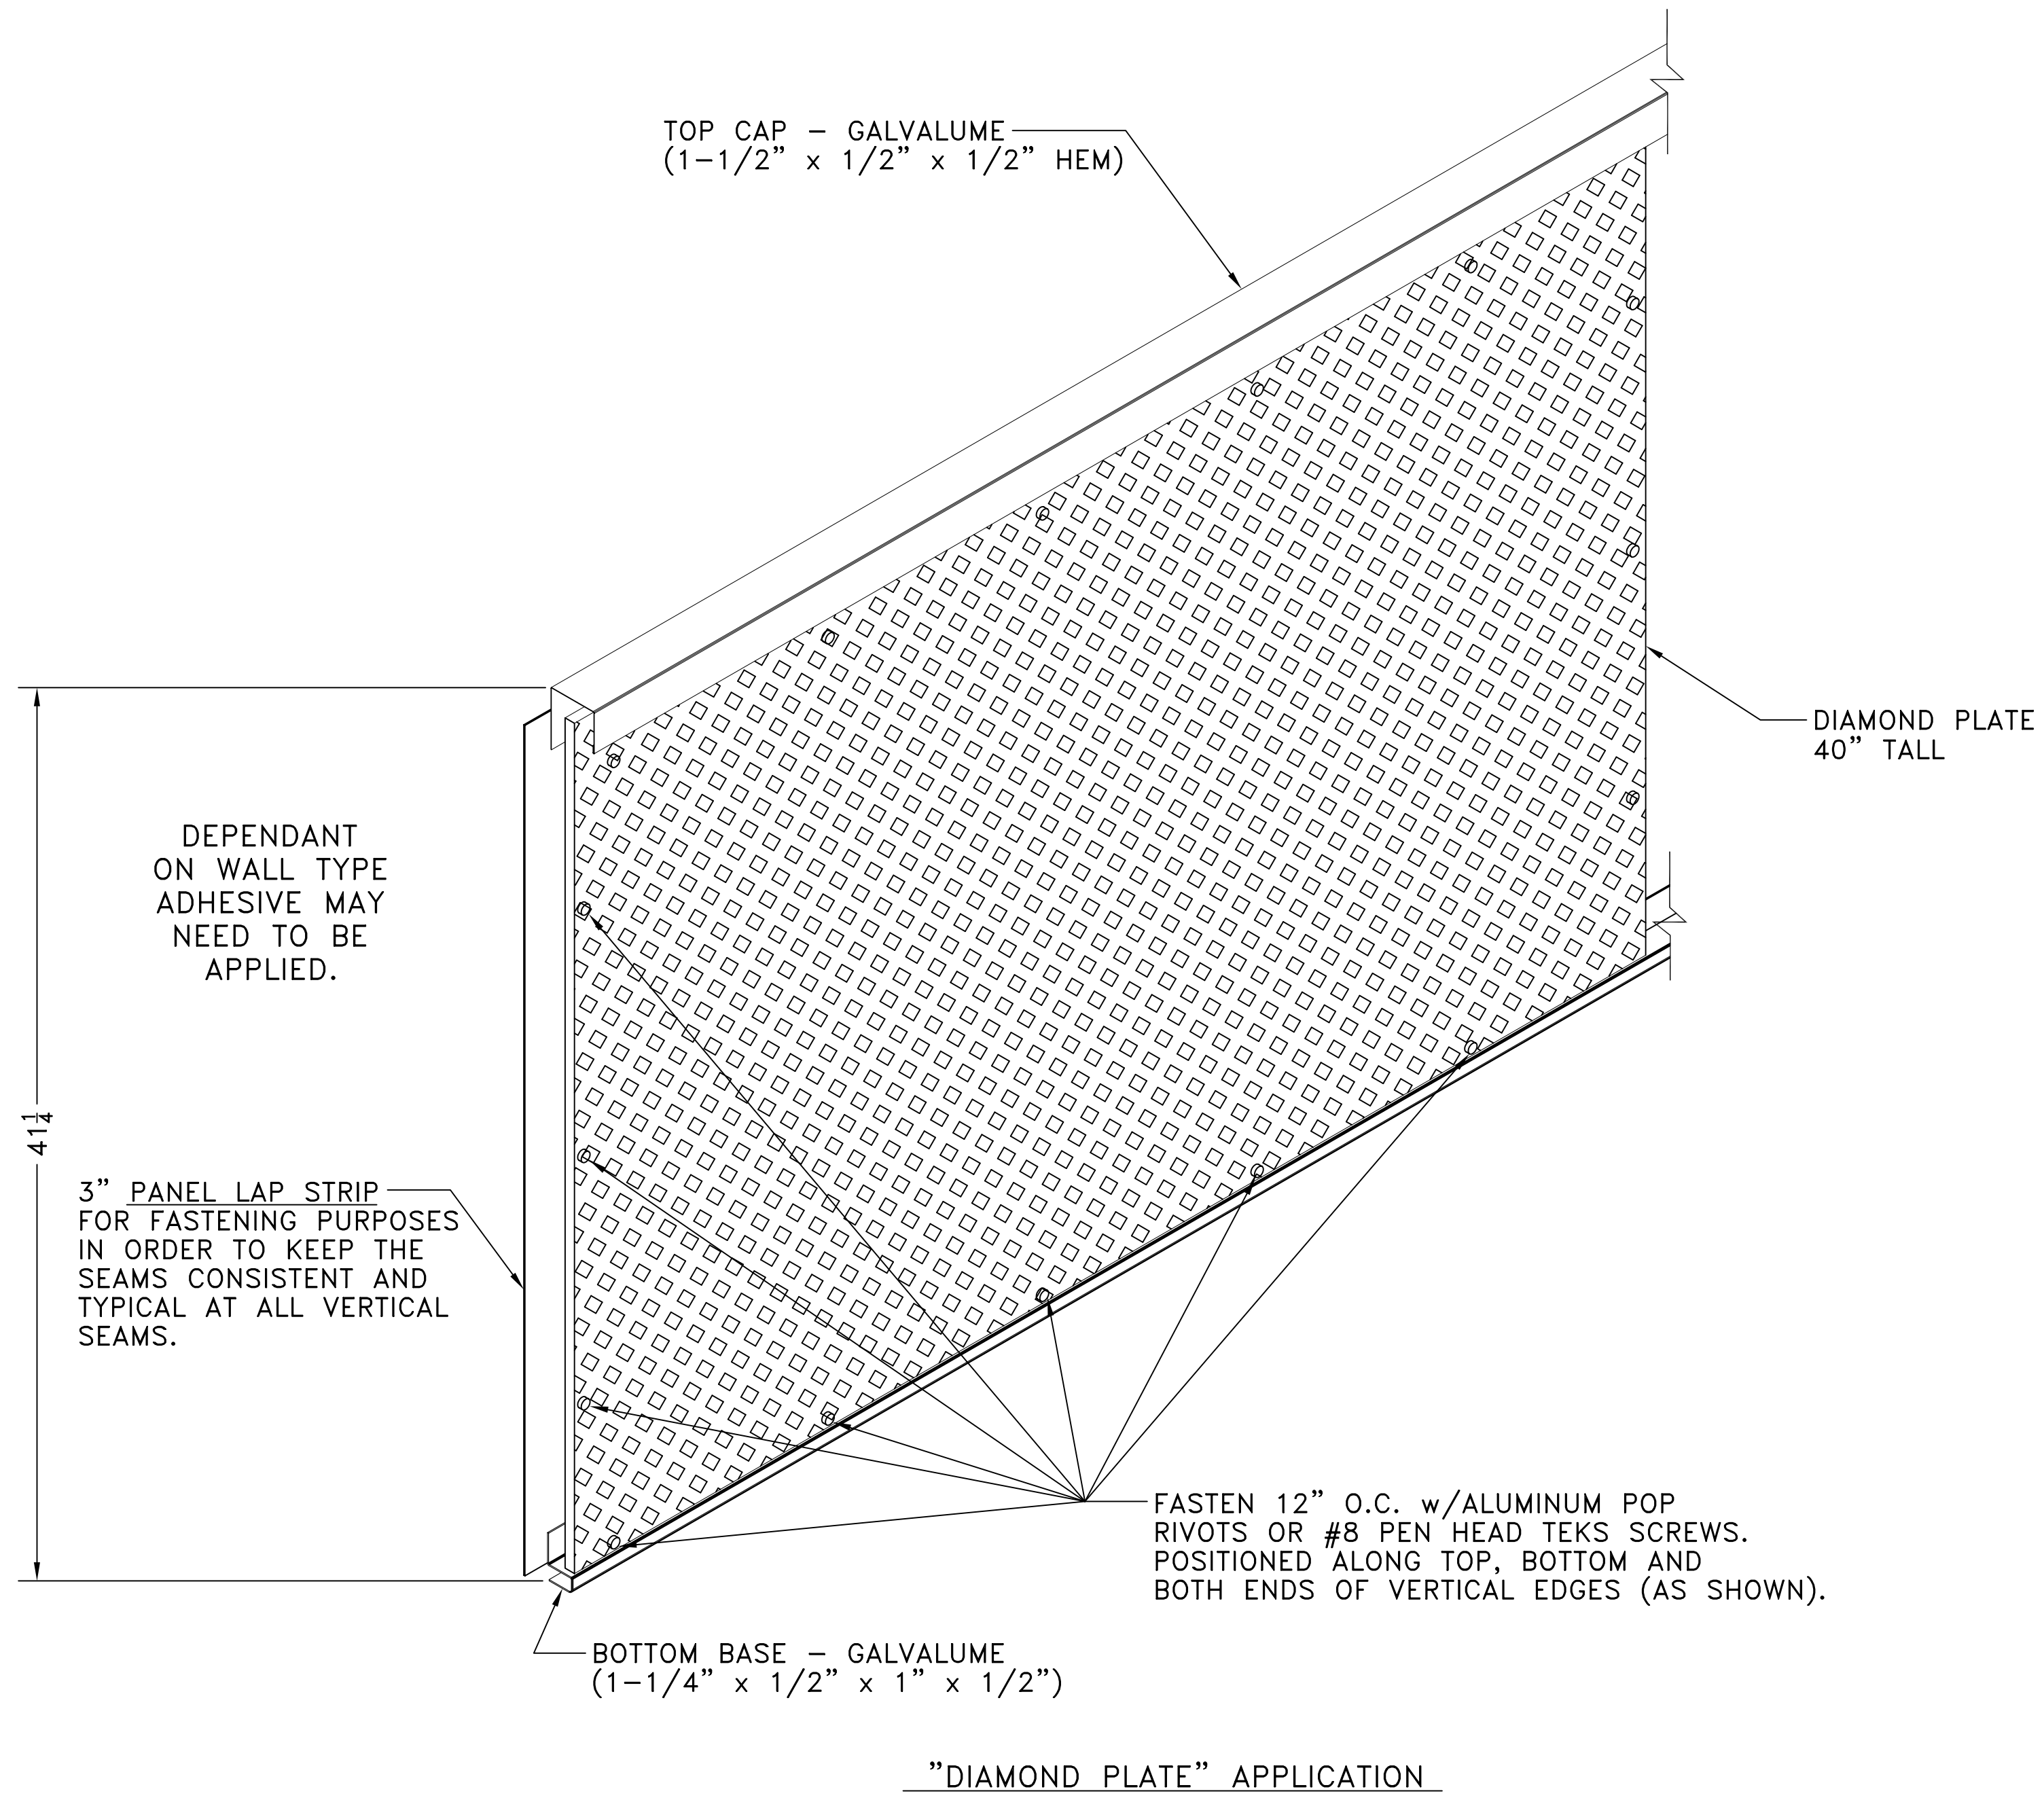 TOP CAP – GALVALUME
(1–1/2” x 1/2” x 1/2” HEM)
DIAMOND PLATE
40” TALL
DEPENDANT
ON WALL TYPE
ADHESIVE MAY
NEED TO BE
APPLIED.
41 1/4
3” PANEL LAP STRIP
FOR FASTENING PURPOSES
IN ORDER TO KEEP THE
SEAMS CONSISTENT AND
TYPICAL AT ALL VERTICAL
SEAMS.
FASTEN 12” O.C. w/ALUMINUM POP
RIVOTS OR #8 PEN HEAD TEKS SCREWS.
POSITIONED ALONG TOP, BOTTOM AND
BOTH ENDS OF VERTICAL EDGES (AS SHOWN).
BOTTOM BASE – GALVALUME
(1–1/4” x 1/2” x 1” x 1/2”)
”DIAMOND PLATE” APPLICATION